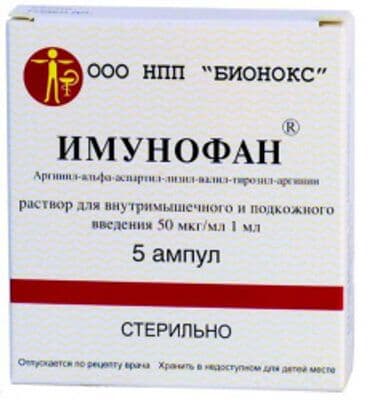 ООО НПП "БИОНОКС"
ИМУНОФАН®
Аргинил-альфа-аспартил-лизил-валил-тирозил-аргинин
раствор для внутримышечного и подкожного
введения 50 мкг/мл 1 мл
5 ампул
СТЕРИЛЬНО
Отпускается по рецепту врача Хранить в недоступном для детей месте